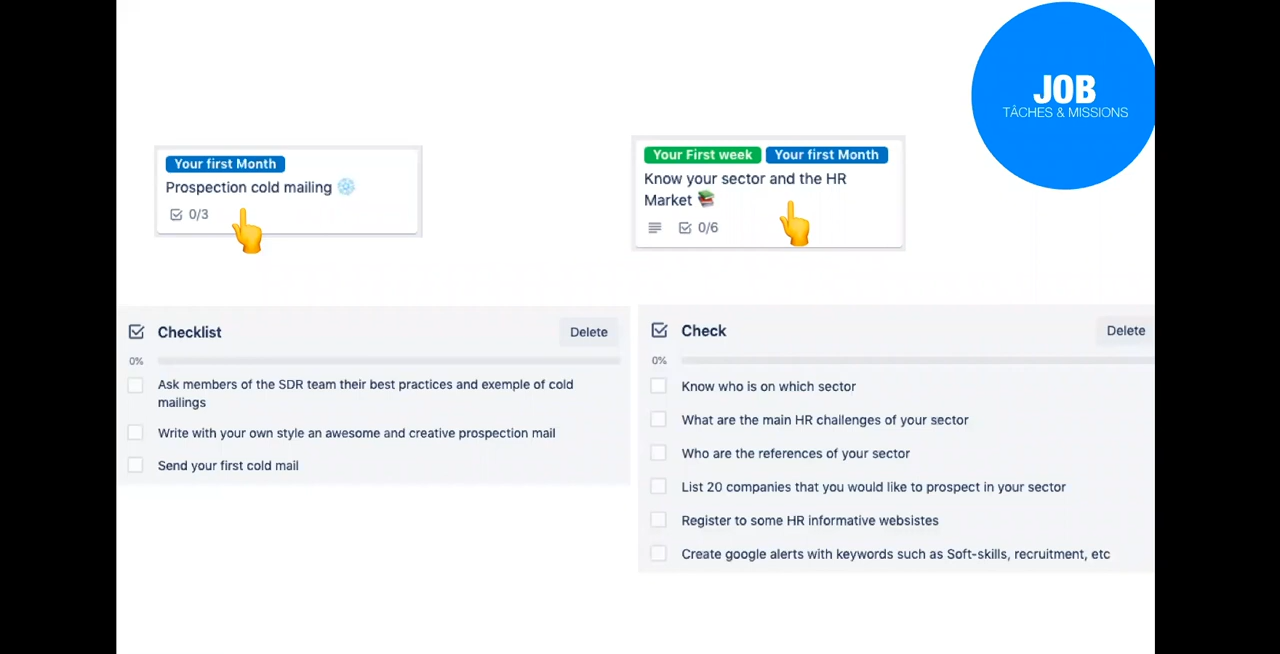 JOB
TÂCHES & MISSIONS
Your first Month
Prospection cold mailing
0/3
Your First week Your first Month
Know your sector and the HR
Market
0/6
Checklist Delete
0%
Ask members of the SDR team their best practices and exemple of cold
mailings
Write with your own style an awesome and creative prospection mail
Send your first cold mail
Check Delete
0%
Know who is on which sector
What are the main HR challenges of your sector
Who are the references of your sector
List 20 companies that you would like to prospect in your sector
Register to some HR informative websistes
Create google alerts with keywords such as Soft-skills, recruitment, etc